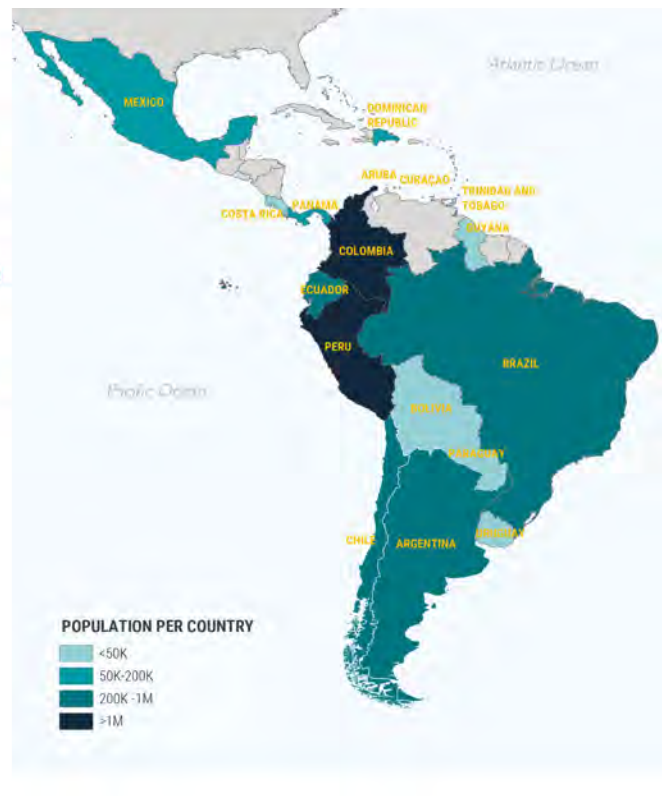 Atlantic Ocean
MEXICO
DOMINICAN
REPUBLIC
ARUBA
CURAÇAO
TRINIDAD AND
TOBAGO
COSTA RICA
PANAMA
GUYANA
COLOMBIA
ECUADOR
PERU
BRAZIL
Pacific Ocean
BOLIVIA
PARAGUAY
URUGUAY
CHILE
ARGENTINA
POPULATION PER COUNTRY
<50K
50K-200K
200K -1M
>1M